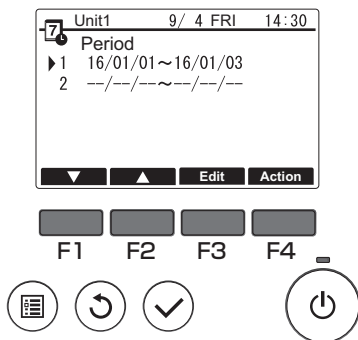 7 Unit1 9/ 4 FRI 14:30
Period
1 16/01/01~16/01/03
2 --/--/--~--/--/--
Edit Action
F1 F2 F3 F4